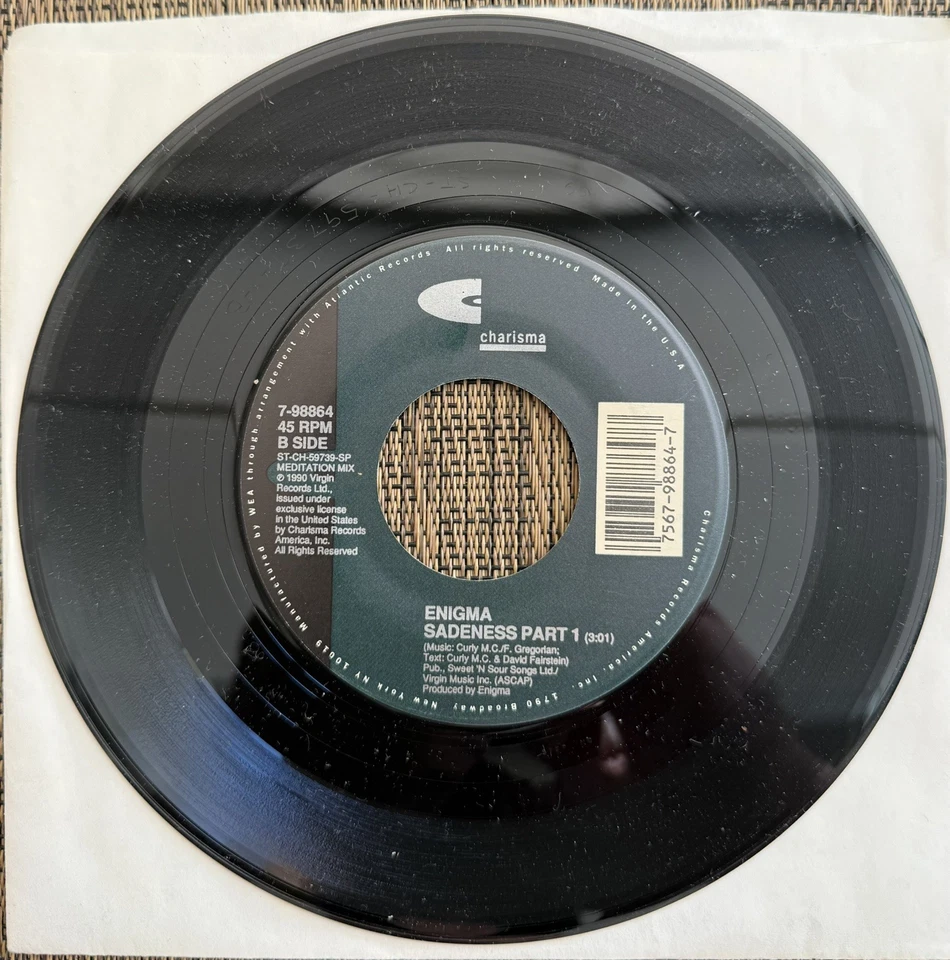 Manufactured by WEA through arrangement with Atlantic Records All rights reserved Made in the U.S.A
charisma
7-98864
45 RPM
B SIDE
ST-CH-59739-SP
MEDITATION MIX
℗ 1990 Virgin
Records Ltd.,
issued under
exclusive license
in the United States
by Charisma Records
America, Inc.
All Rights Reserved
7567-98864-7
ENIGMA
SADENESS PART 1 (3:01)
(Music: Curly M.C./F. Gregorian;
Text: Curly M.C. & David Fairstein)
Pub., Sweet 'N Sour Songs Ltd./
Virgin Music Inc. (ASCAP)
Produced by Enigma
Charisma Records America, Inc. 1790 Broadway New York NY 10019